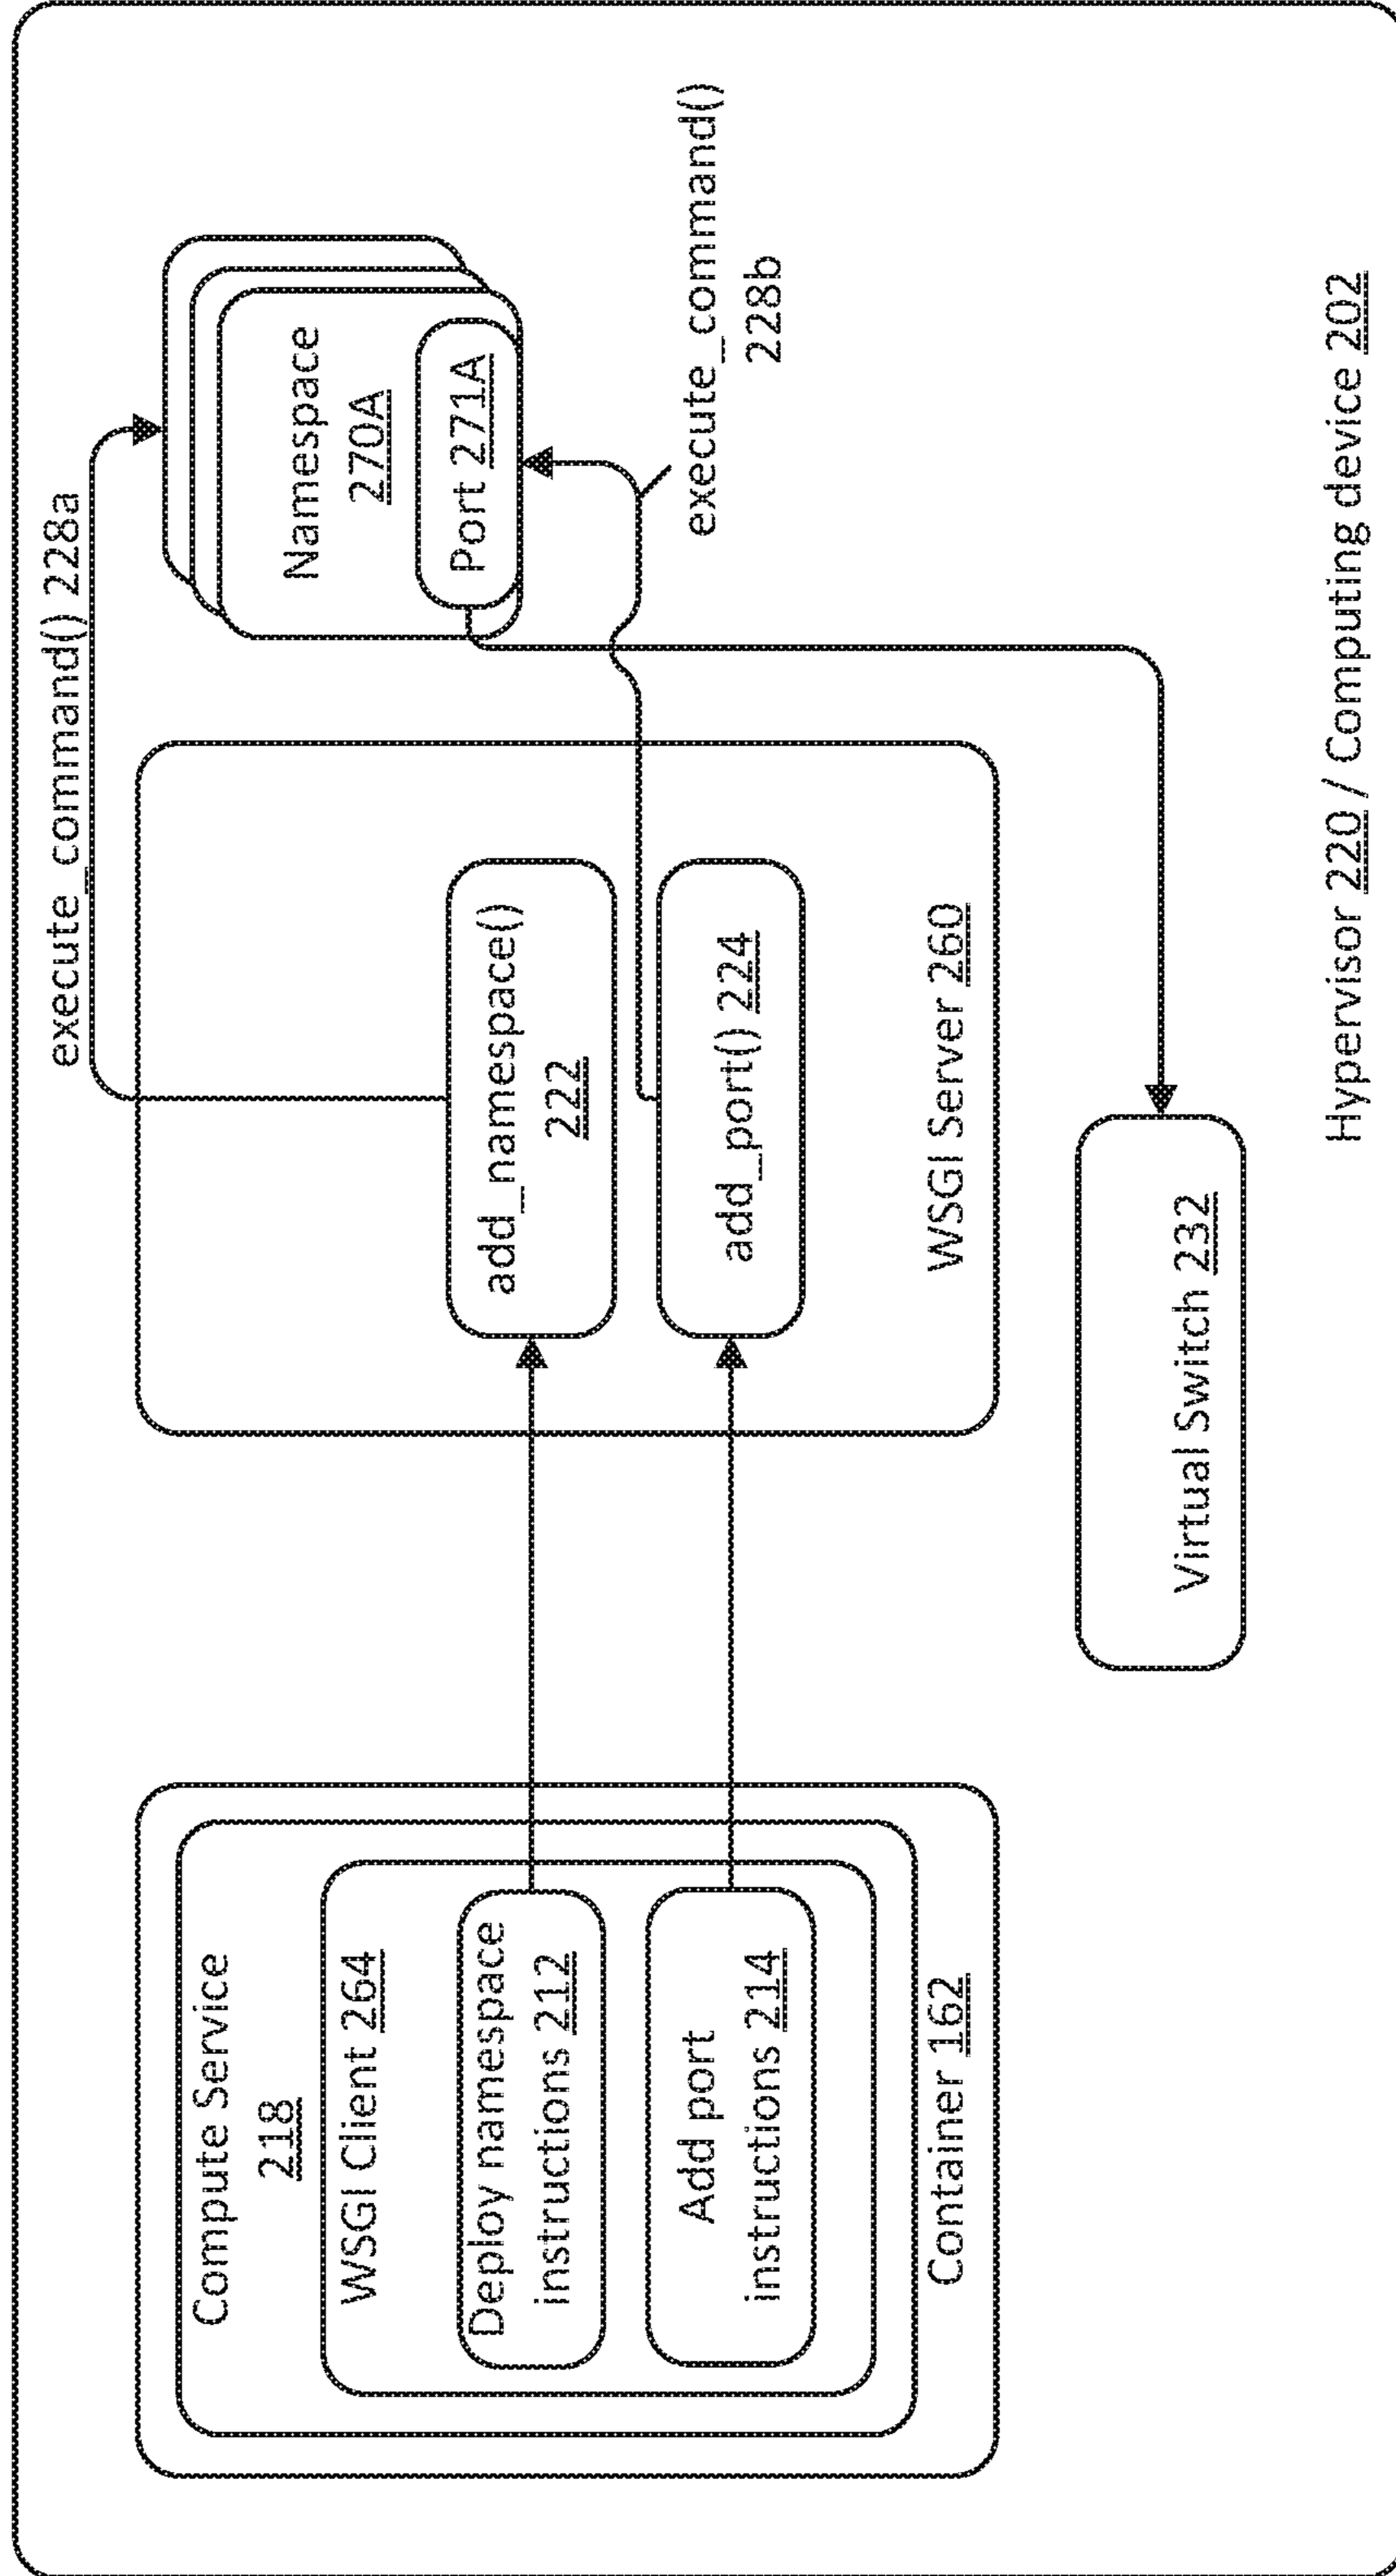 execute_command() 228a
Compute Service
218
WSGI Client 264
Deploy namespace
instructions 212
Add port
instructions 214
Container 162
add_namespace()
222
add_port() 224
WSGI Server 260
Namespace
270A
Port 271A
execute_command()
228b
Virtual Switch 232
Hypervisor 220 / Computing device 202